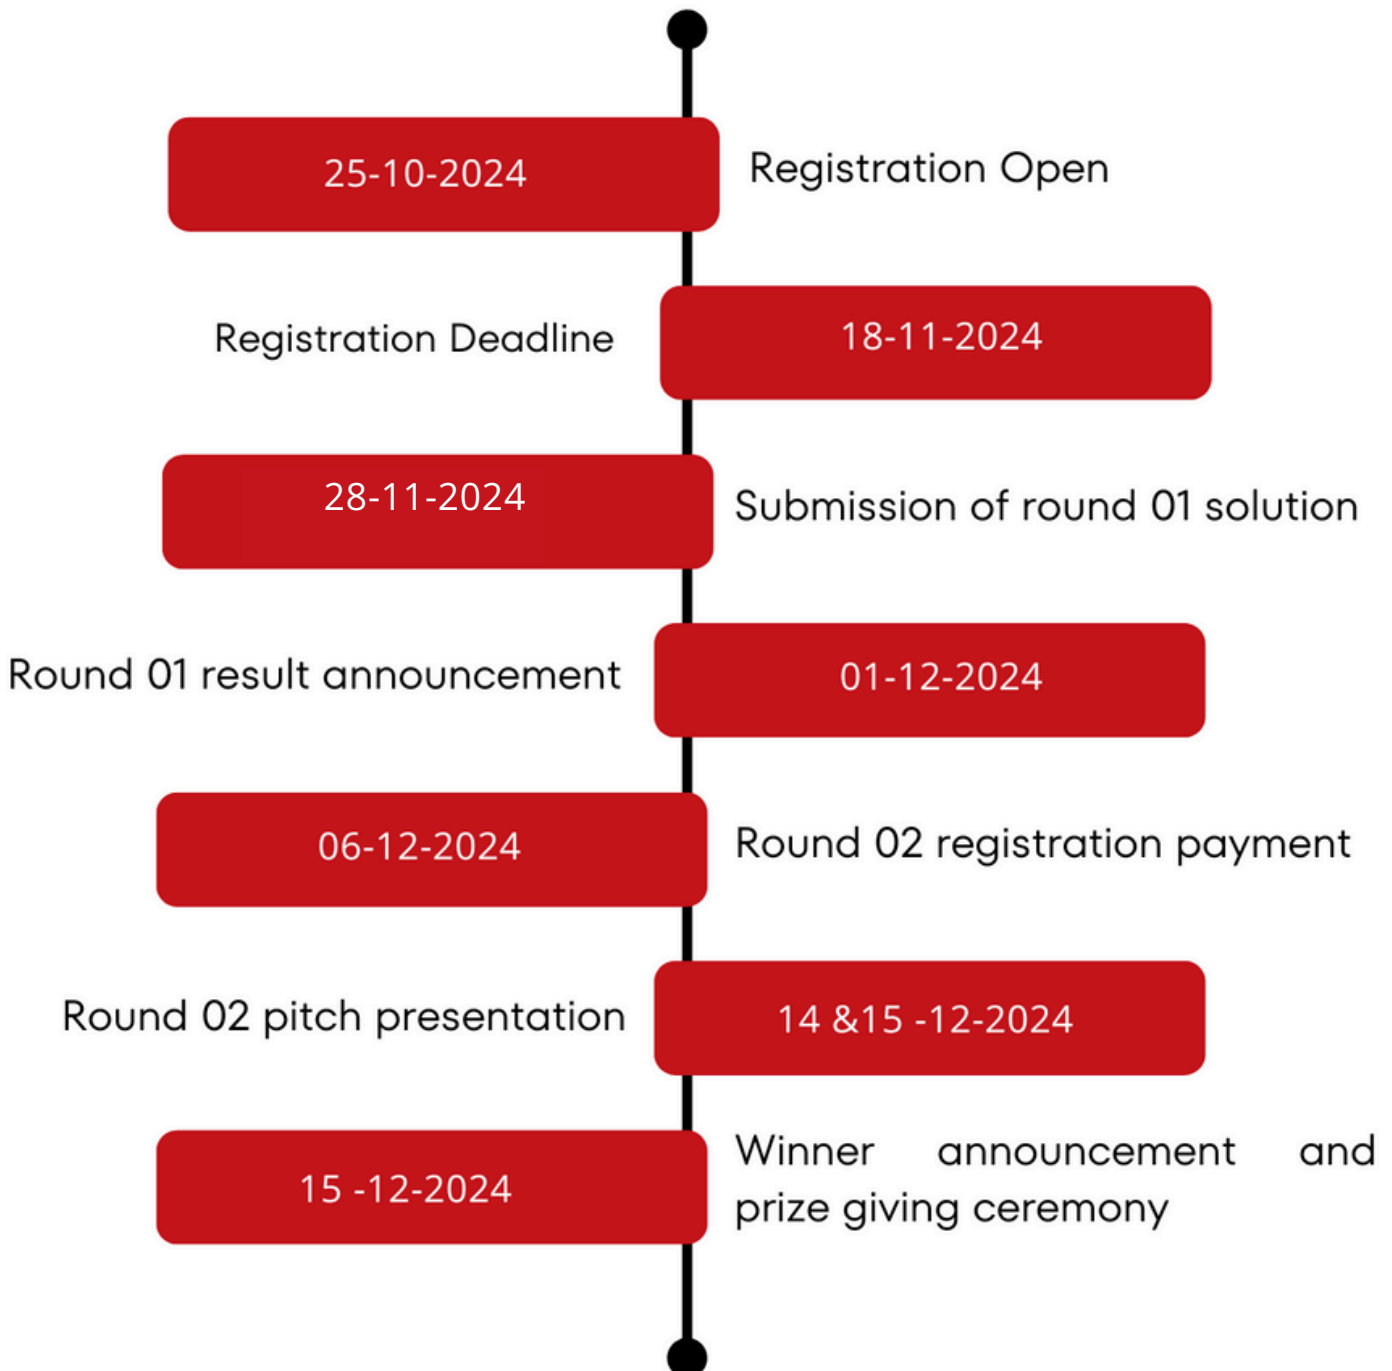 25-10-2024
Registration Open
Registration Deadline
18-11-2024
28-11-2024
Submission of round 01 solution
Round 01 result announcement
01-12-2024
06-12-2024
Round 02 registration payment
Round 02 pitch presentation
14 &15 -12-2024
15 -12-2024
Winner announcement and
prize giving ceremony